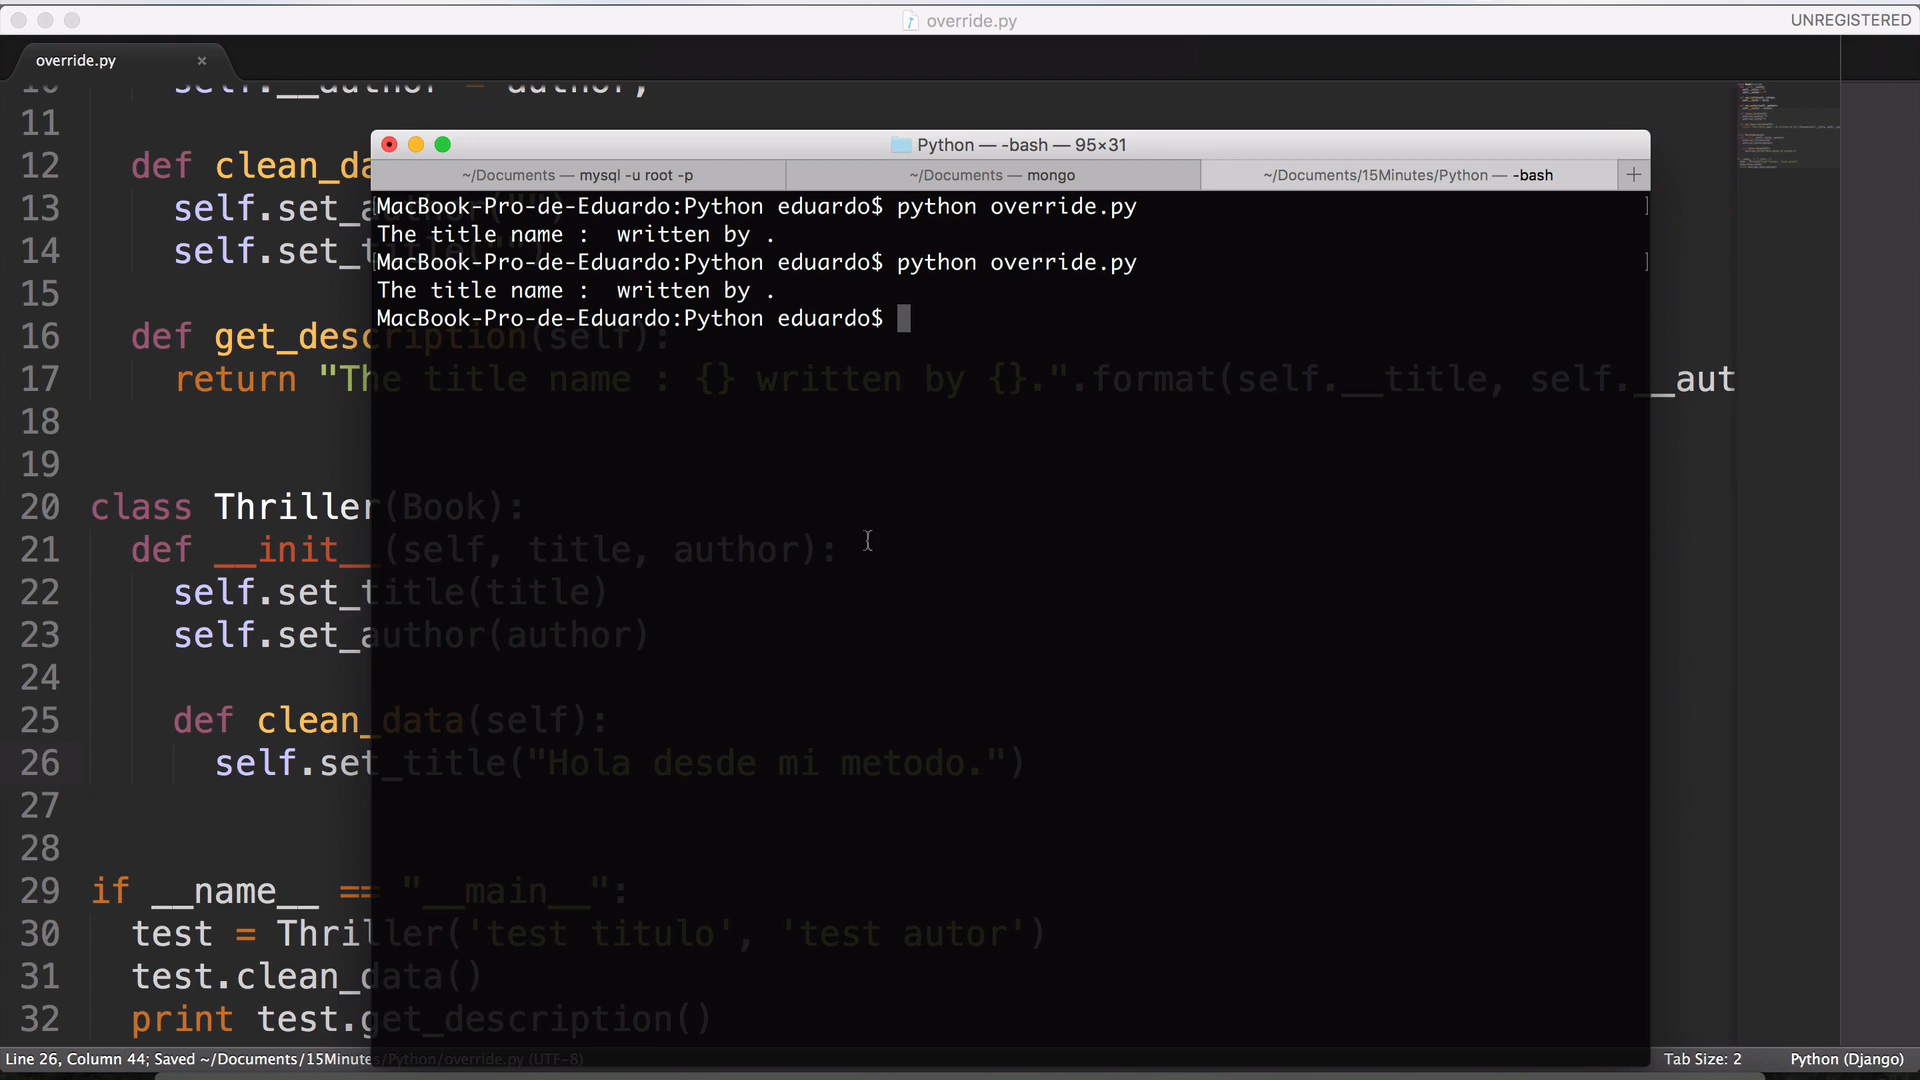 override.py
UNREGISTERED
override.py ×
10 self.__author = author;
11
12 def clean_da
13 self.set_author("")
14 self.set_title("")
15
16 def get_description(self):
17 return "The title name : {} written by {}.".format(self.__title, self.__aut
18
19
20 class Thriller(Book):
21 def __init__(self, title, author):
22 self.set_title(title)
23 self.set_author(author)
24
25 def clean_data(self):
26 self.set_title("Hola desde mi metodo.")
27
28
29 if __name__ == "__main__":
30 test = Thriller('test titulo', 'test autor')
31 test.clean_data()
32 print test.get_description()
Python — -bash — 95×31
~/Documents — mysql -u root -p
~/Documents — mongo
~/Documents/15Minutes/Python — -bash
+
MacBook-Pro-de-Eduardo:Python eduardo$ python override.py
The title name :  written by .
MacBook-Pro-de-Eduardo:Python eduardo$ python override.py
The title name :  written by .
MacBook-Pro-de-Eduardo:Python eduardo$
Line 26, Column 44; Saved ~/Documents/15Minutes/Python/override.py (UTF-8)
Tab Size: 2
Python (Django)